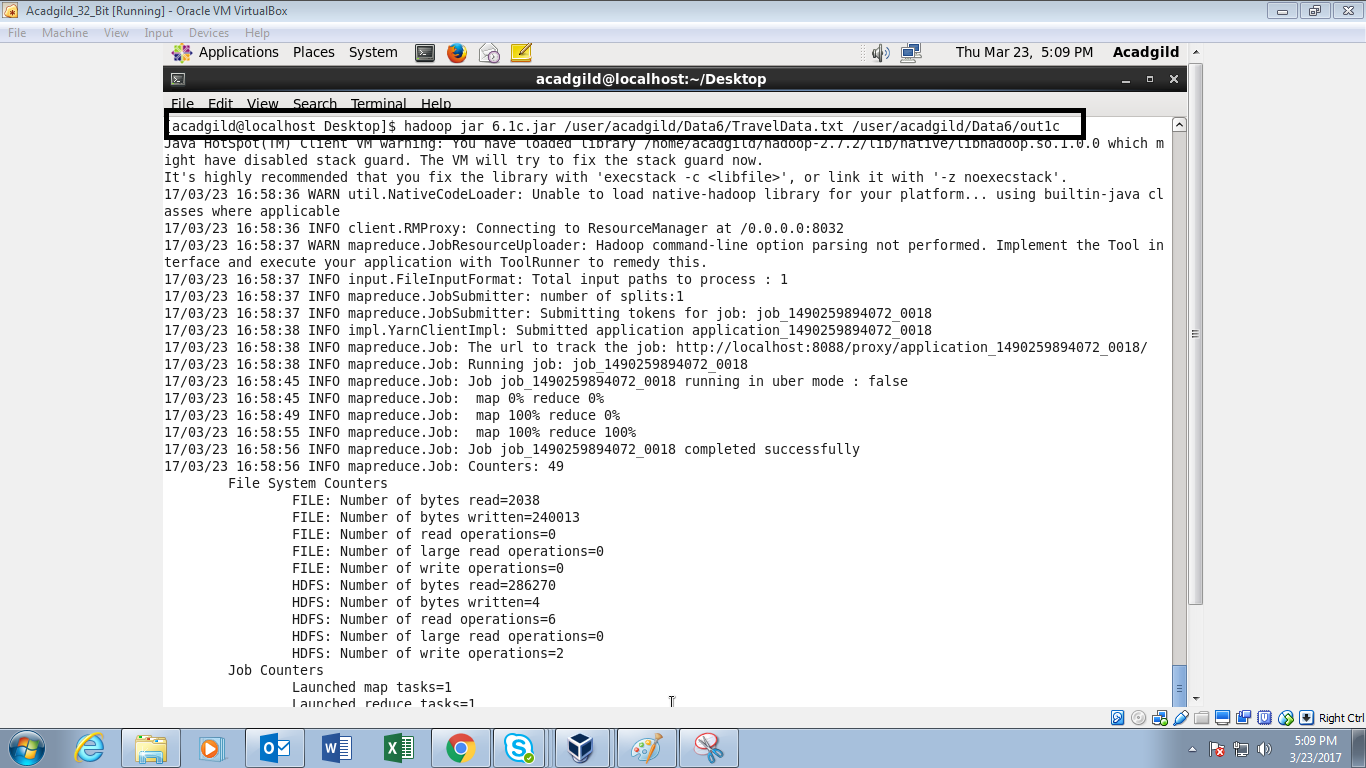 Acadgild_32_Bit [Running] - Oracle VM VirtualBox
File Machine View Input Devices Help
Applications Places System Thu Mar 23, 5:09 PM Acadgild
acadgild@localhost:~/Desktop
File Edit View Search Terminal Help
[acadgild@localhost Desktop]$ hadoop jar 6.1c.jar /user/acadgild/Data6/TravelData.txt /user/acadgild/Data6/out1c
Java HotSpot(TM) Client VM warning: You have loaded library /home/acadgild/hadoop-2.7.2/lib/native/libhadoop.so.1.0.0 which m
ight have disabled stack guard. The VM will try to fix the stack guard now.
It's highly recommended that you fix the library with 'execstack -c <libfile>', or link it with '-z noexecstack'.
17/03/23 16:58:36 WARN util.NativeCodeLoader: Unable to load native-hadoop library for your platform... using builtin-java cl
asses where applicable
17/03/23 16:58:36 INFO client.RMProxy: Connecting to ResourceManager at /0.0.0.0:8032
17/03/23 16:58:37 WARN mapreduce.JobResourceUploader: Hadoop command-line option parsing not performed. Implement the Tool in
terface and execute your application with ToolRunner to remedy this.
17/03/23 16:58:37 INFO input.FileInputFormat: Total input paths to process : 1
17/03/23 16:58:37 INFO mapreduce.JobSubmitter: number of splits:1
17/03/23 16:58:37 INFO mapreduce.JobSubmitter: Submitting tokens for job: job_1490259894072_0018
17/03/23 16:58:38 INFO impl.YarnClientImpl: Submitted application application_1490259894072_0018
17/03/23 16:58:38 INFO mapreduce.Job: The url to track the job: http://localhost:8088/proxy/application_1490259894072_0018/
17/03/23 16:58:38 INFO mapreduce.Job: Running job: job_1490259894072_0018
17/03/23 16:58:45 INFO mapreduce.Job: Job job_1490259894072_0018 running in uber mode : false
17/03/23 16:58:45 INFO mapreduce.Job:  map 0% reduce 0%
17/03/23 16:58:49 INFO mapreduce.Job:  map 100% reduce 0%
17/03/23 16:58:55 INFO mapreduce.Job:  map 100% reduce 100%
17/03/23 16:58:56 INFO mapreduce.Job: Job job_1490259894072_0018 completed successfully
17/03/23 16:58:56 INFO mapreduce.Job: Counters: 49
File System Counters
FILE: Number of bytes read=2038
FILE: Number of bytes written=240013
FILE: Number of read operations=0
FILE: Number of large read operations=0
FILE: Number of write operations=0
HDFS: Number of bytes read=286270
HDFS: Number of bytes written=4
HDFS: Number of read operations=6
HDFS: Number of large read operations=0
HDFS: Number of write operations=2
Job Counters
Launched map tasks=1
Launched reduce tasks=1
Right Ctrl
5:09 PM
3/23/2017